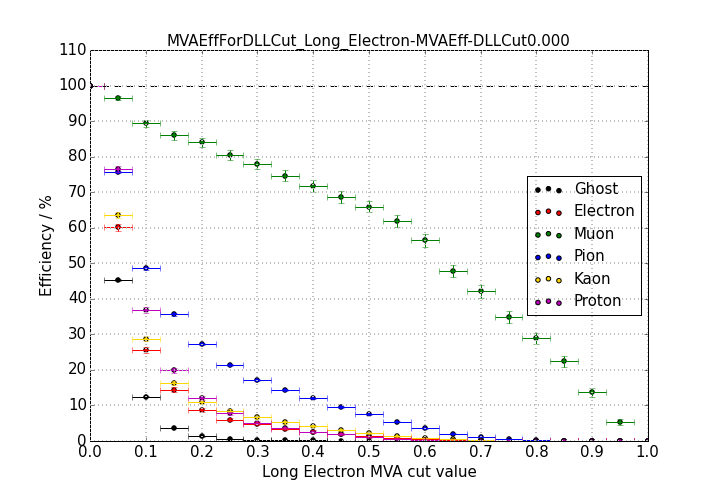 MVAEffForDLLCut_Long_Electron-MVAEff-DLLCut0.000
110
100
90
80
70
60
50
40
30
20
10
0
Efficiency / %
Ghost
Electron
Muon
Pion
Kaon
Proton
0.0 0.1 0.2 0.3 0.4 0.5 0.6 0.7 0.8 0.9 1.0
Long Electron MVA cut value